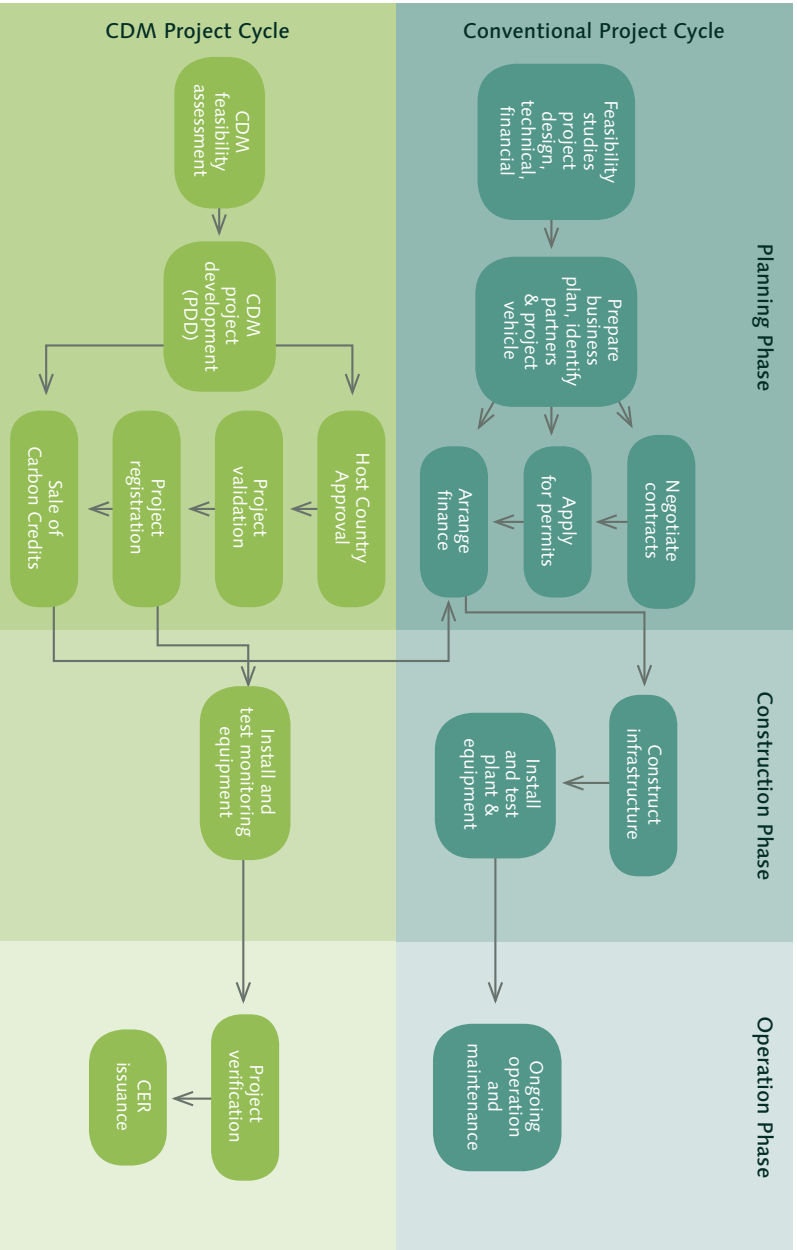 CDM Project Cycle
Conventional Project Cycle
Planning Phase
Construction Phase
Operation Phase
Feasibility
studies
project
design,
technical,
financial
Prepare
business
plan, identify
partners
& project
vehicle
Negotiate
contracts
Apply
for permits
Arrange
finance
Construct
infrastructure
Install
and test
plant &
equipment
Ongoing
operation
and
maintenance
CDM
feasibility
assessment
CDM
project
development
(PDD)
Host Country
Approval
Project
validation
Project
registration
Sale of
Carbon Credits
Install and
test monitoring
equipment
Project
verification
CER
issuance